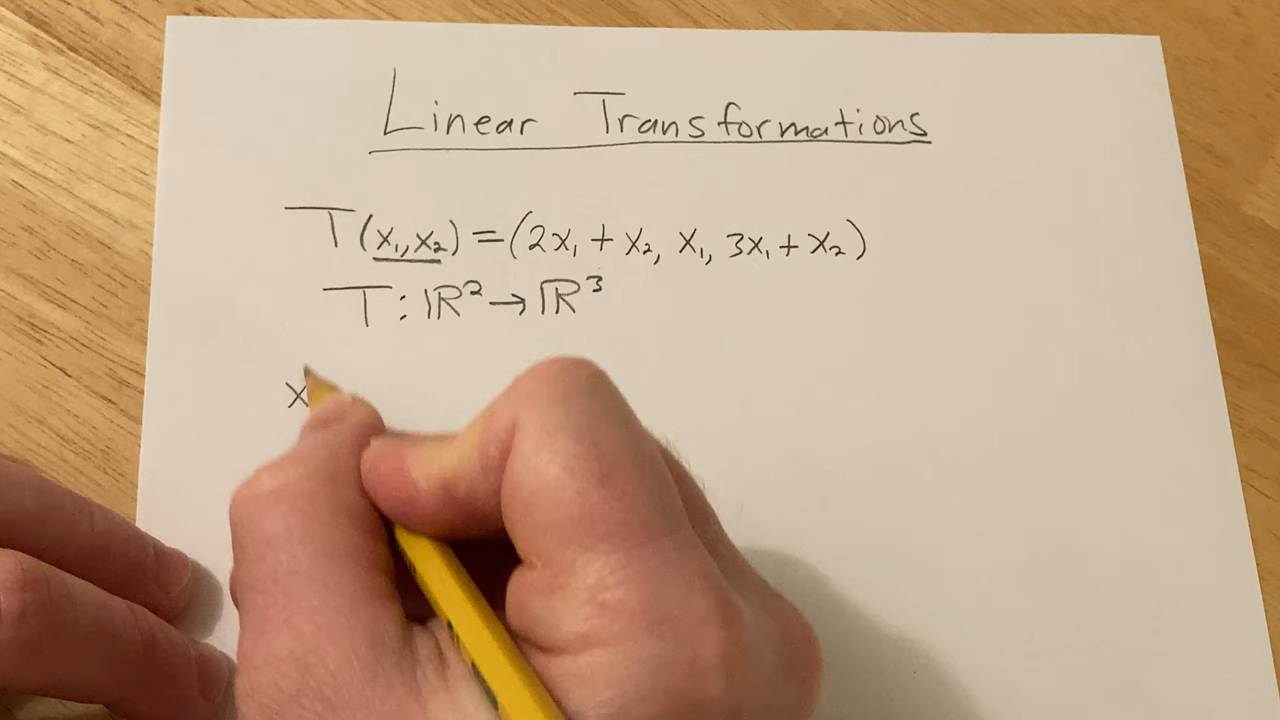 Linear Transformations
T(x₁,x₂) = (2x₁ + x₂, x₁, 3x₁ + x₂)
T: ℝ² → ℝ³
x